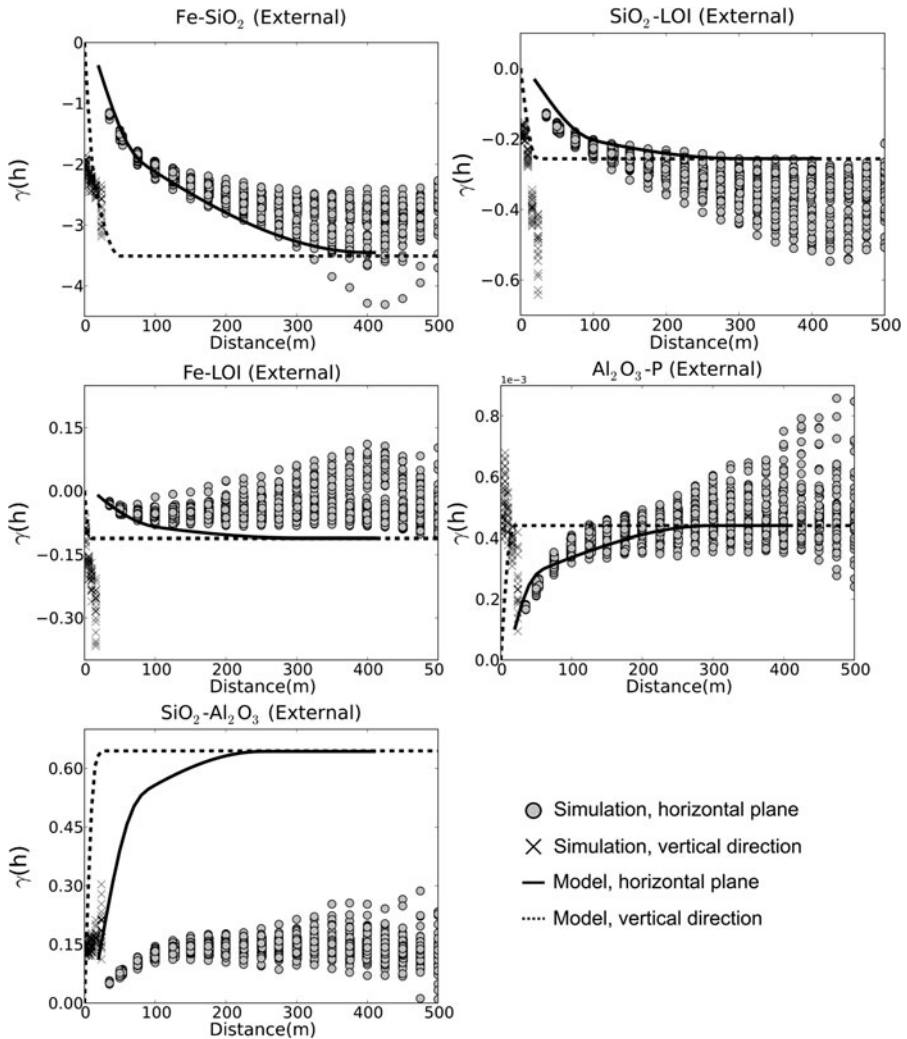 Fe-SiO₂ (External)
γ(h)
0
−1
−2
−3
−4
0 100 200 300 400 500
Distance(m)
SiO₂-LOI (External)
γ(h)
0.0
−0.2
−0.4
−0.6
0 100 200 300 400 500
Distance(m)
Fe-LOI (External)
γ(h)
0.15
0.00
−0.15
−0.30
0 100 200 300 400 500
Distance(m)
Al₂O₃-P (External)
1e−3
γ(h)
0.8
0.6
0.4
0.2
0.0
0 100 200 300 400 500
Distance(m)
SiO₂-Al₂O₃ (External)
γ(h)
0.60
0.45
0.30
0.15
0.00
0 100 200 300 400 500
Distance(m)
Simulation, horizontal plane
Simulation, vertical direction
Model, horizontal plane
Model, vertical direction